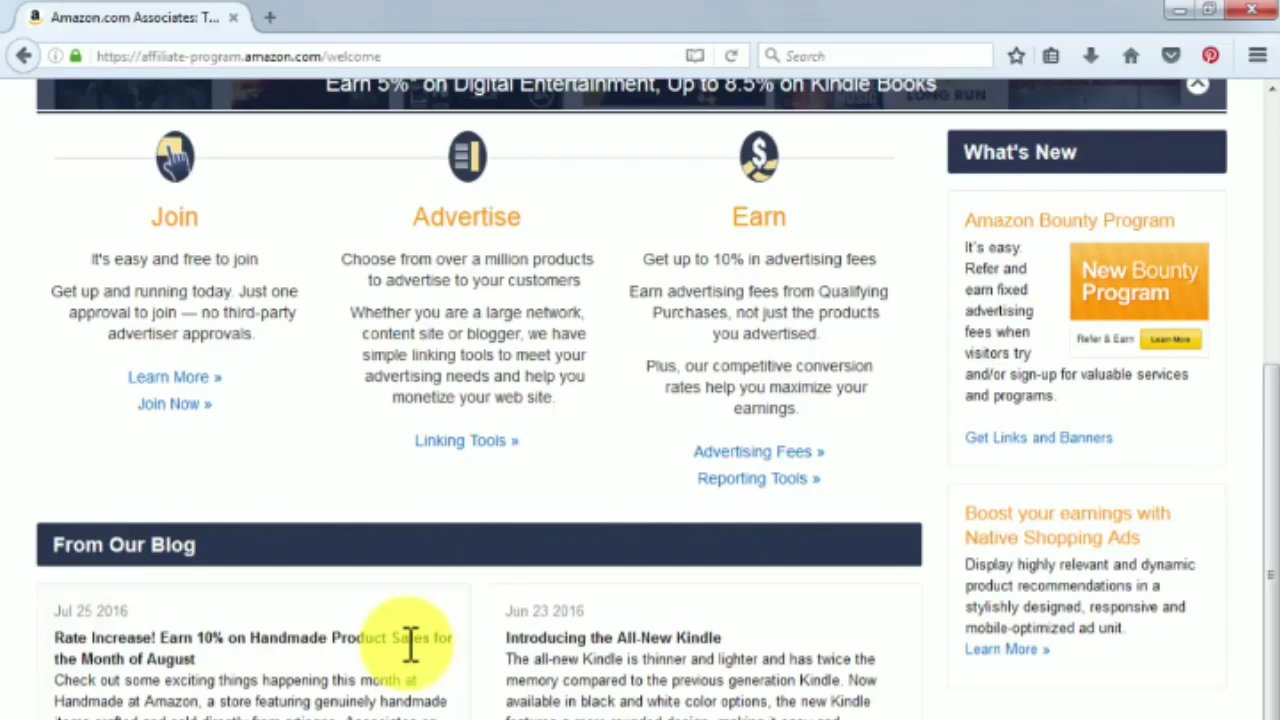 Amazon.com Associates: T...
https://affiliate-program.amazon.com/welcome
Search
Earn 5%* on Digital Entertainment, Up to 8.5% on Kindle Books
LONG RUN
Join
It's easy and free to join
Get up and running today. Just one
approval to join — no third-party
advertiser approvals.
Learn More »
Join Now »
Advertise
Choose from over a million products
to advertise to your customers
Whether you are a large network,
content site or blogger, we have
simple linking tools to meet your
advertising needs and help you
monetize your web site.
Linking Tools »
Earn
Get up to 10% in advertising fees
Earn advertising fees from Qualifying
Purchases, not just the products
you advertised.
Plus, our competitive conversion
rates help you maximize your
earnings.
Advertising Fees »
Reporting Tools »
What's New
Amazon Bounty Program
It's easy.
Refer and
earn fixed
advertising
fees when
visitors try
and/or sign-up for valuable services
and programs.
New Bounty
Program
Refer & Earn
Learn More
Get Links and Banners
Boost your earnings with
Native Shopping Ads
Display highly relevant and dynamic
product recommendations in a
stylishly designed, responsive and
mobile-optimized ad unit.
Learn More »
From Our Blog
Jul 25 2016
Rate Increase! Earn 10% on Handmade Product Sales for
the Month of August
Check out some exciting things happening this month at
Handmade at Amazon, a store featuring genuinely handmade
Jun 23 2016
Introducing the All-New Kindle
The all-new Kindle is thinner and lighter and has twice the
memory compared to the previous generation Kindle. Now
available in black and white color options, the new Kindle